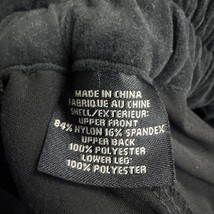 MADE IN CHINA
FABRIQUE AU CHINE
SHELL/EXTERIEUR:
UPPER FRONT
84% NYLON 16% SPANDEX
UPPER BACK
100% POLYESTER
LOWER LEG:
100% POLYESTER